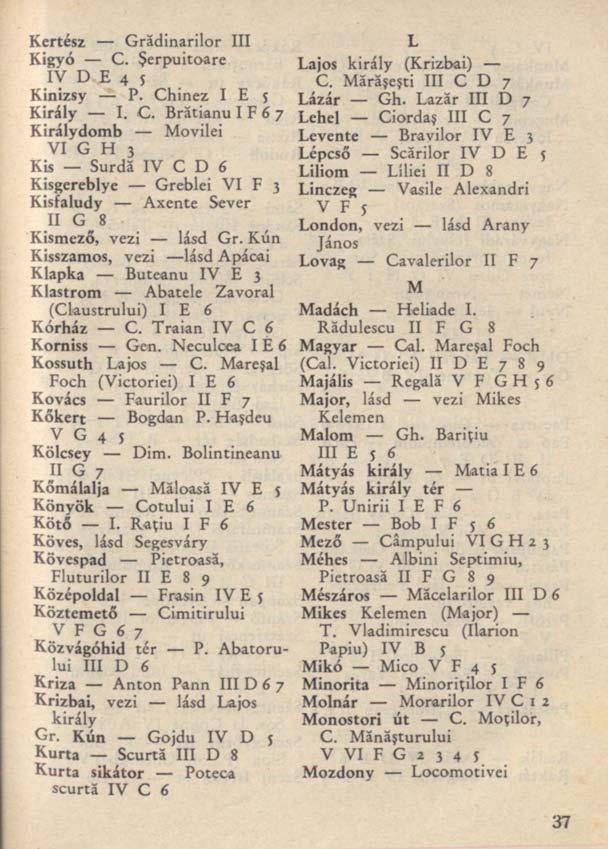 Kertész — Grădinarilor III
Kigyó — C. Şerpuitoare
IV D E 4 5
Kinizsy — P. Chinez I E 5
Király — I. C. Brătianu I F 6 7
Királydomb — Movilei
VI G H 3
Kis — Surdă IV C D 6
Kisgereblye — Greblei VI F 3
Kisfaludy — Axente Sever
II G 8
Kismező, vezi — lásd Gr. Kún
Kisszamos, vezi —lásd Apácai
Klapka — Buteanu IV E 3
Klastrom — Abatele Zavoral
(Claustrului) I E 6
Kórház — C. Traian IV C 6
Korniss — Gen. Neculcea I E 6
Kossuth Lajos — C. Mareşal
Foch (Victoriei) I E 6
Kovács — Faurilor II F 7
Kőkert — Bogdan P. Haşdeu
V G 4 5
Kölcsey — Dim. Bolintineanu
II G 7
Kőmálalja — Măloasă IV E 5
Könyök — Cotului I E 6
Kötő — I. Raţiu I F 6
Köves, lásd Segesváry
Kövespad — Pietroasă,
Fluturilor II E 8 9
Középoldal — Frasin IV E 5
Köztemető — Cimitirului
V F G 6 7
Közvágóhid tér — P. Abatoru-
lui III D 6
Kriza — Anton Pann III D 6 7
Krizbai, vezi — lásd Lajos
király
Gr. Kún — Gojdu IV D 5
Kurta — Scurtă III D 8
Kurta sikátor — Poteca
scurtă IV C 6
L
Lajos király (Krizbai) —
C. Mărăşeşti III C D 7
Lázár — Gh. Lazăr III D 7
Lehel — Ciordaş III C 7
Levente — Bravilor IV E 3
Lépcső — Scărilor IV D E 5
Liliom — Liliei II D 8
Linczeg — Vasile Alexandri
V F 5
London, vezi — lásd Arany
János
Lovag — Cavalerilor II F 7
M
Madách — Heliade I.
Rădulescu II F G 8
Magyar — Cal. Mareşal Foch
(Cal. Victoriei) II D E 7 8 9
Majális — Regală V F G H 5 6
Major, lásd — vezi Mikes
Kelemen
Malom — Gh. Bariţiu
III E 5 6
Mátyás király — Matia I E 6
Mátyás király tér —
P. Unirii I E F 6
Mester — Bob I F 5 6
Mező — Câmpului VI G H 2 3
Méhes — Albini Septimiu,
Pietroasă II F G 8 9
Mészáros — Măcelarilor III D 6
Mikes Kelemen (Major) —
T. Vladimirescu (Ilarion
Papiu) IV B 5
Mikó — Mico V F 4 5
Minorita — Minoriţilor I F 6
Molnár — Morarilor IV C 1 2
Monostori út — C. Moţilor,
C. Mănăşturului
V VI F G 2 3 4 5
Mozdony — Locomotivei
37